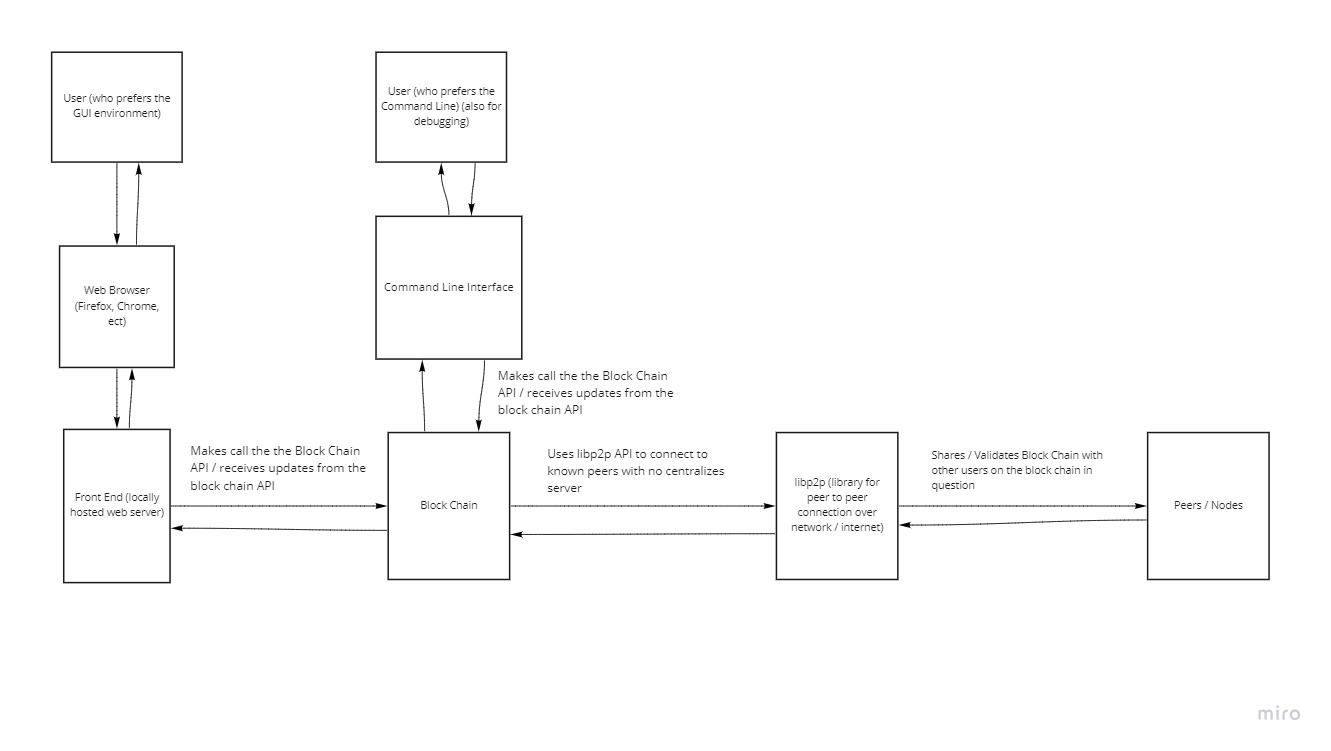 User (who prefers the
GUI environment)
User (who prefers the
Command Line) (also for
debugging)
Web Browser
(Firefox, Chrome,
ect)
Command Line Interface
Makes call the the Block Chain
API / receives updates from the
block chain API
Front End (locally
hosted web server)
Makes call the the Block Chain
API / receives updates from the
block chain API
Block Chain
Uses libp2p API to connect to
known peers with no centralizes
server
libp2p (library for
peer to peer
connection over
network / internet)
Shares / Validates Block Chain with
other users on the block chain in
question
Peers / Nodes
miro